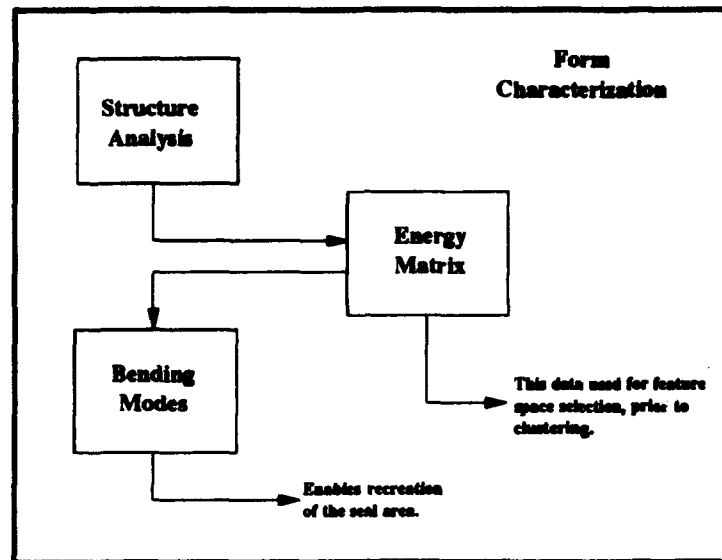 Form
Characterization
Structure
Analysis
Energy
Matrix
Bending
Modes
This data used for feature
space selection, prior to
clustering.
Enables recreation
of the seal area.